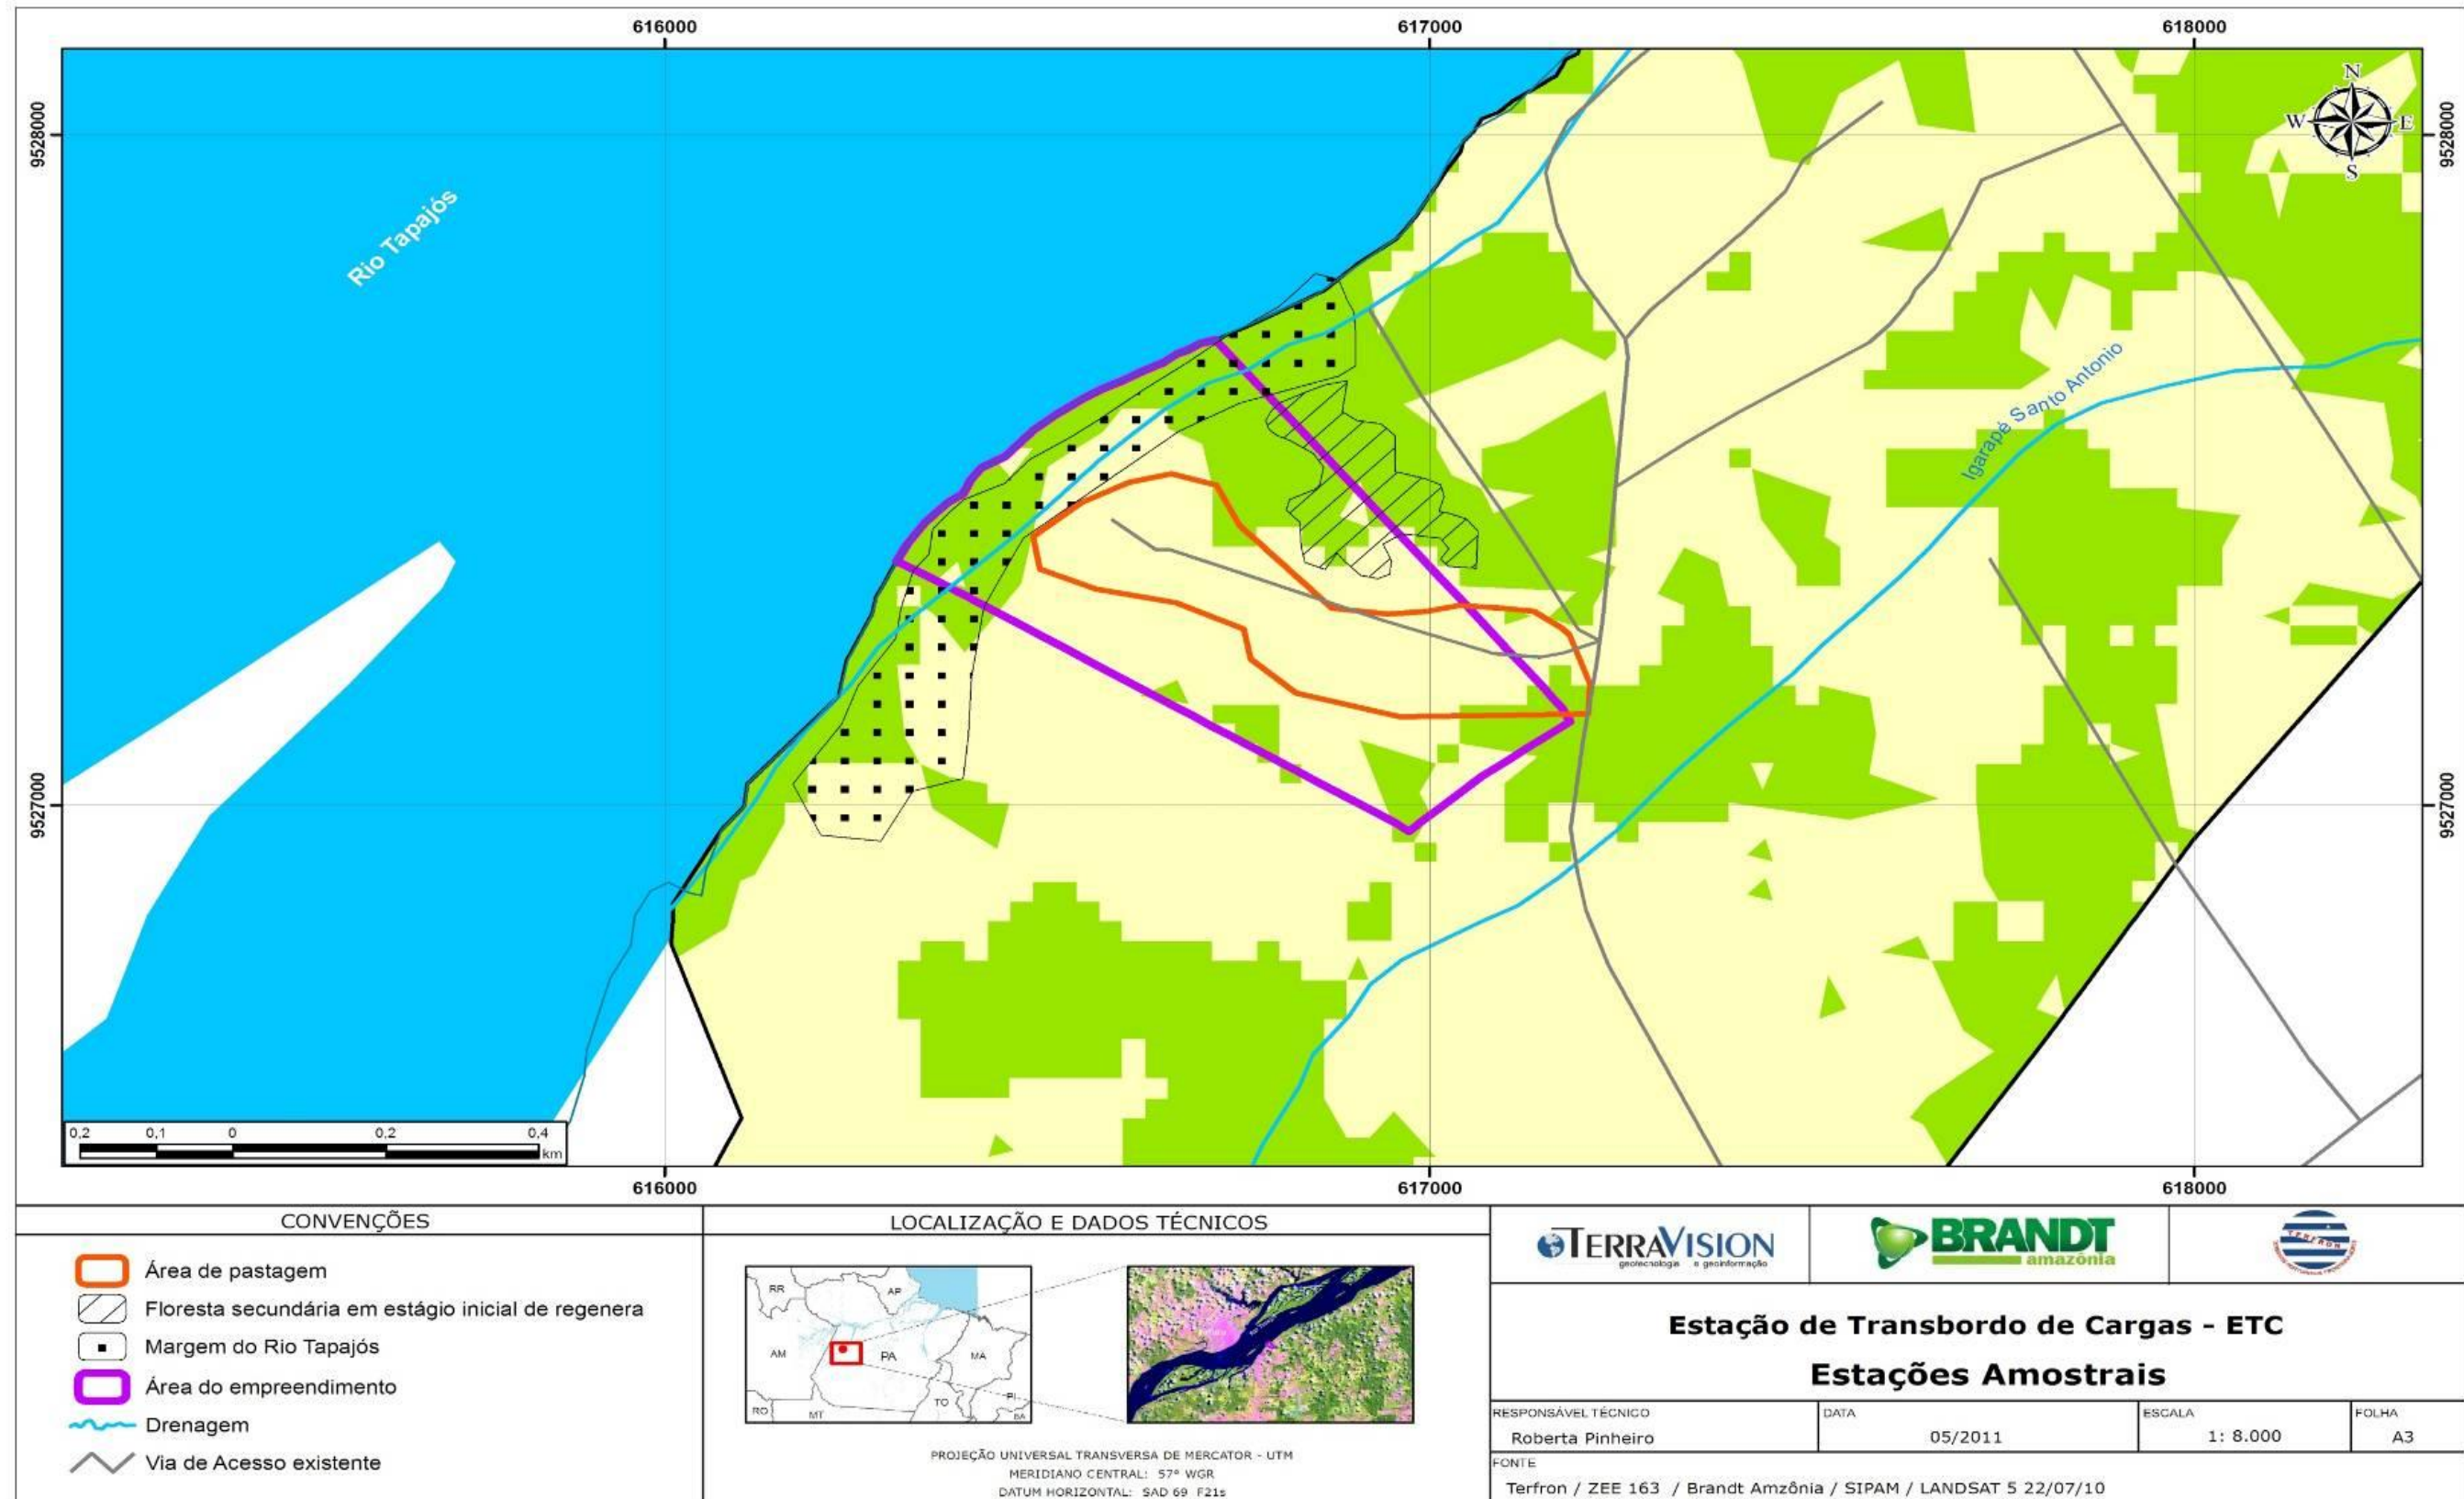 616000
617000
618000
9528000
9528000
N
W
E
S
Rio Tapajós
Igarapé Santo Antonio
9527000
9527000
0,2
0,1
0
0,2
0,4
km
616000
617000
618000
CONVENÇÕES
Área de pastagem
Floresta secundária em estágio inicial de regenera
Margem do Rio Tapajós
Área do empreendimento
Drenagem
Via de Acesso existente
LOCALIZAÇÃO E DADOS TÉCNICOS
RR
AP
AM
PA
MA
PI
TO
RO
MT
BA
PROJEÇÃO UNIVERSAL TRANSVERSA DE MERCATOR - UTM
MERIDIANO CENTRAL: 57° WGR
DATUM HORIZONTAL: SAD 69 F21s
TERRAVISION
geotecnologia e geoinformação
BRANDT
amazônia
TERFRON
Estação de Transbordo de Cargas - ETC
Estações Amostrais
RESPONSÁVEL TÉCNICO
Roberta Pinheiro
DATA
05/2011
ESCALA
1: 8.000
FOLHA
A3
FONTE
Terfron / ZEE 163 / Brandt Amzônia / SIPAM / LANDSAT 5 22/07/10